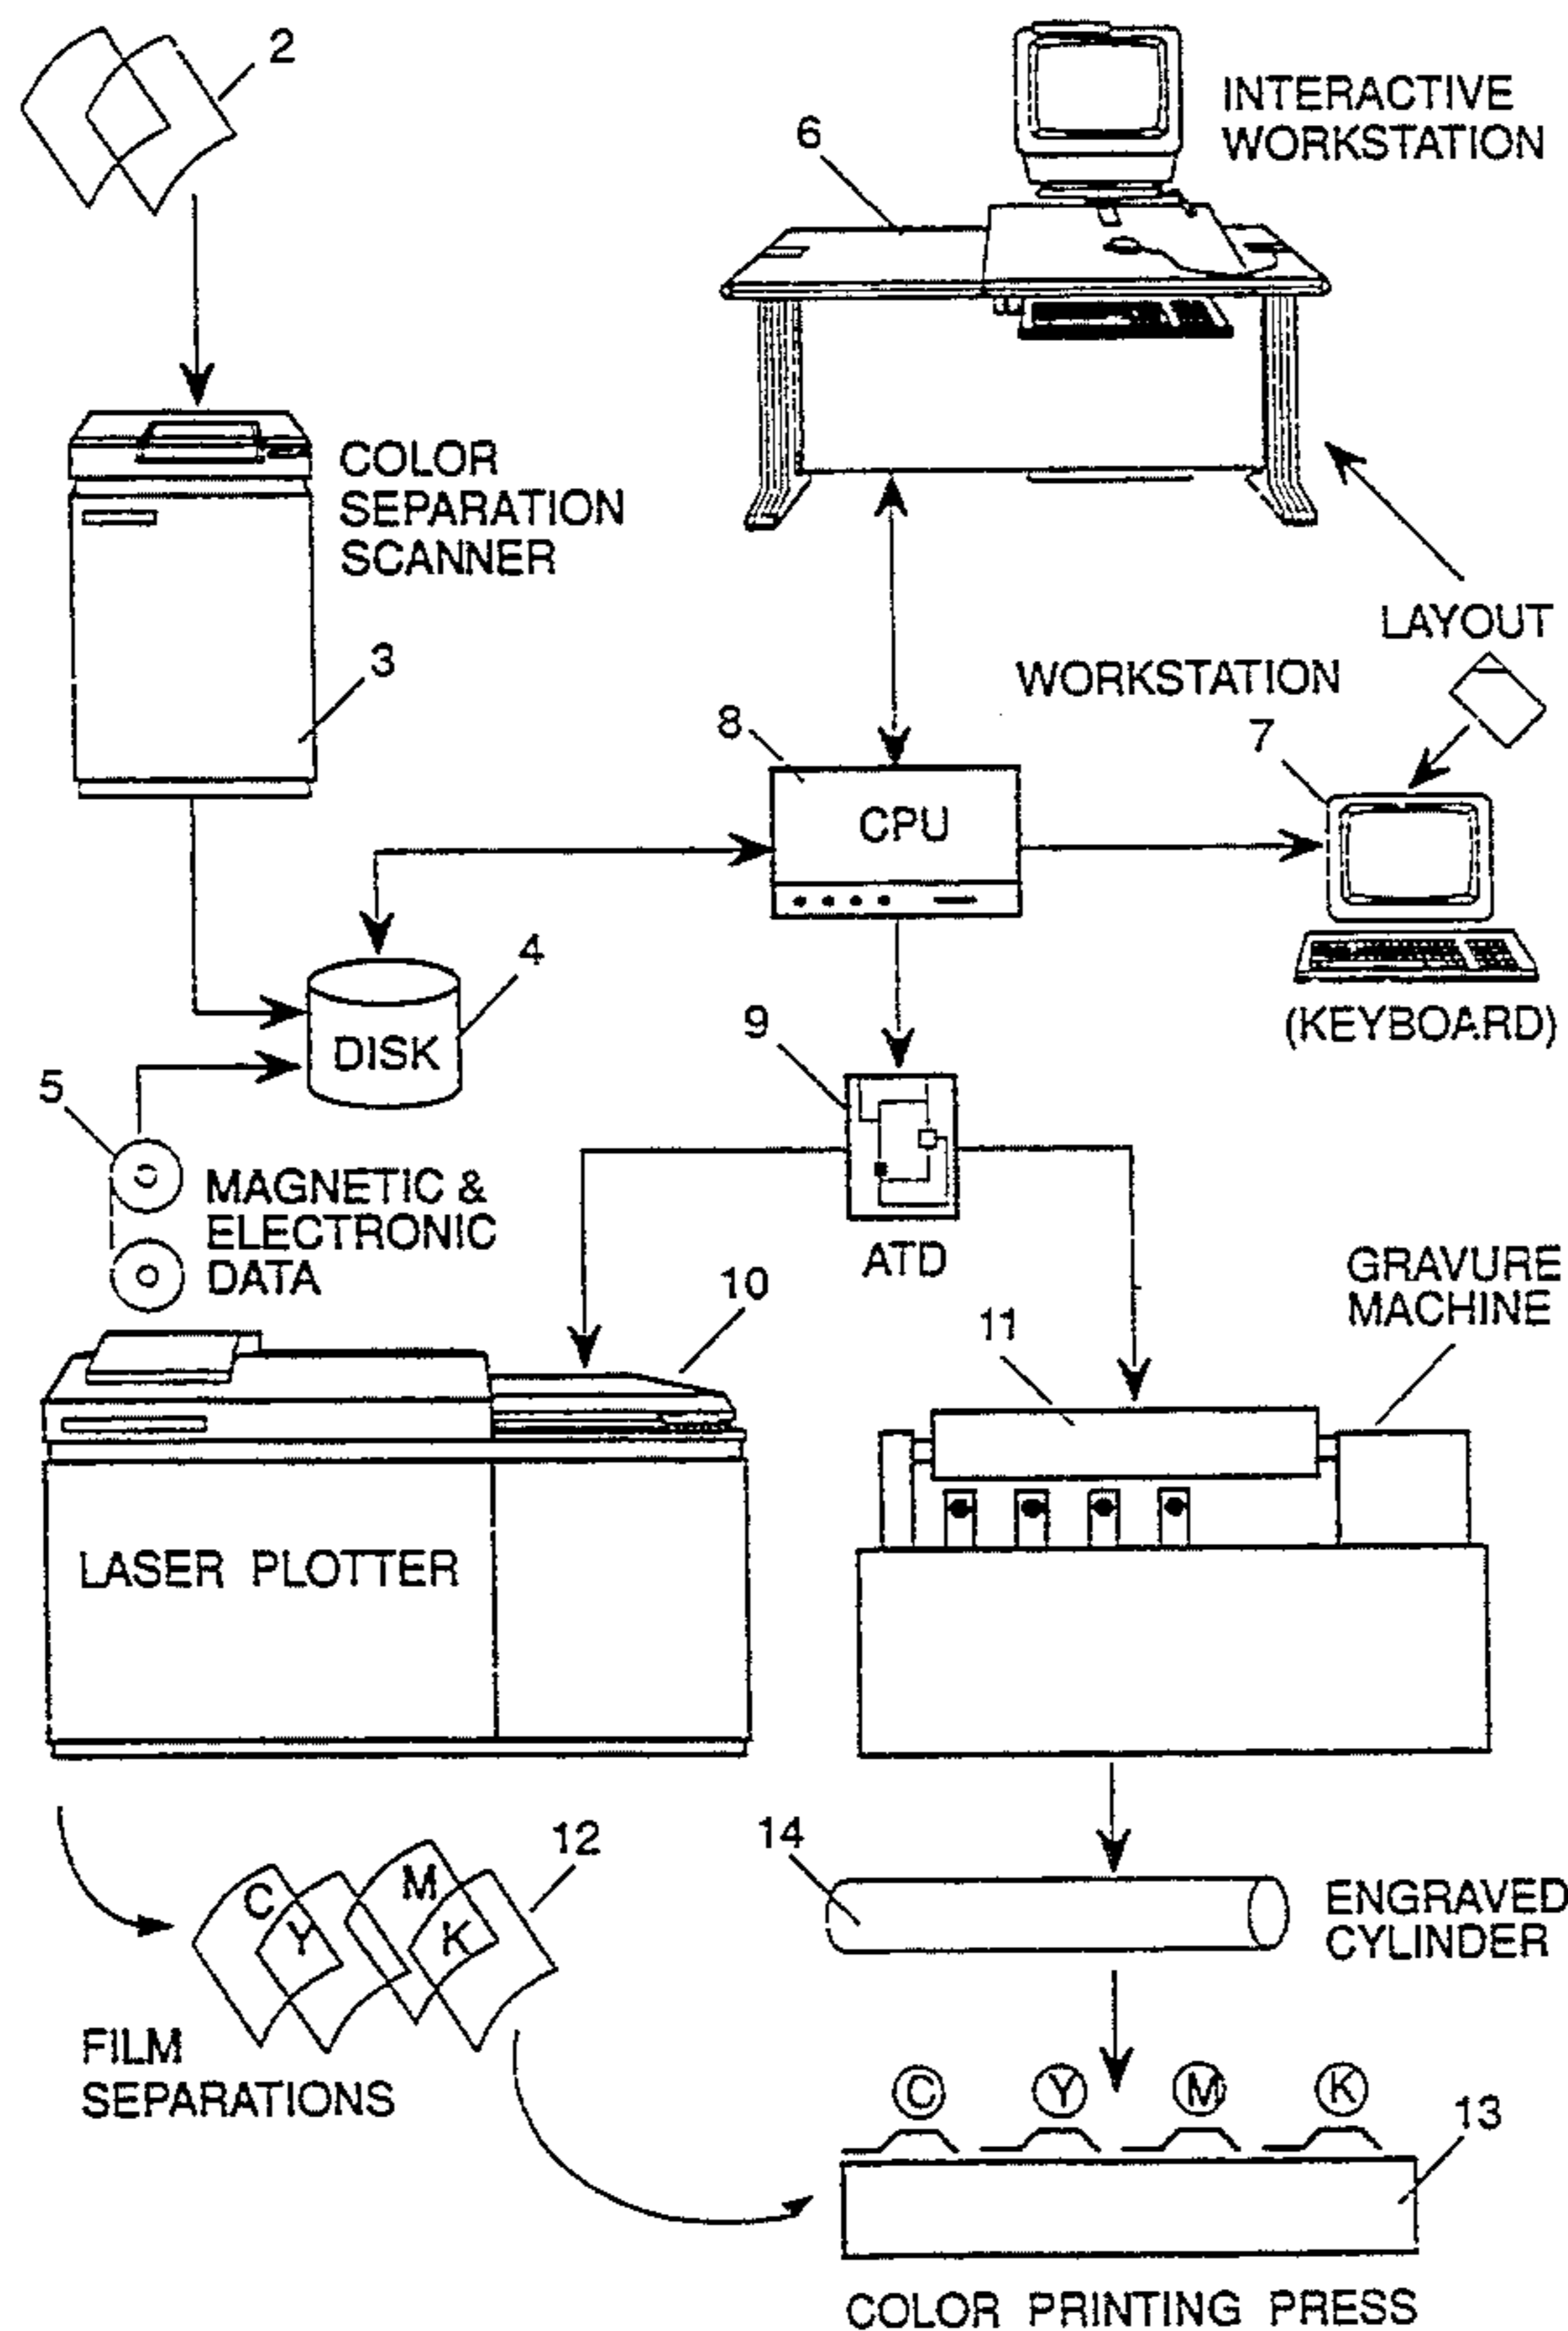 2
INTERACTIVE
WORKSTATION
6
COLOR
SEPARATION
SCANNER
3
LAYOUT
WORKSTATION
7
8
CPU
4
DISK
(KEYBOARD)
9
5
MAGNETIC &
ELECTRONIC
DATA
ATD
10
GRAVURE
MACHINE
11
LASER PLOTTER
12
C
Y
M
K
14
ENGRAVED
CYLINDER
FILM
SEPARATIONS
C Y M K
13
COLOR PRINTING PRESS